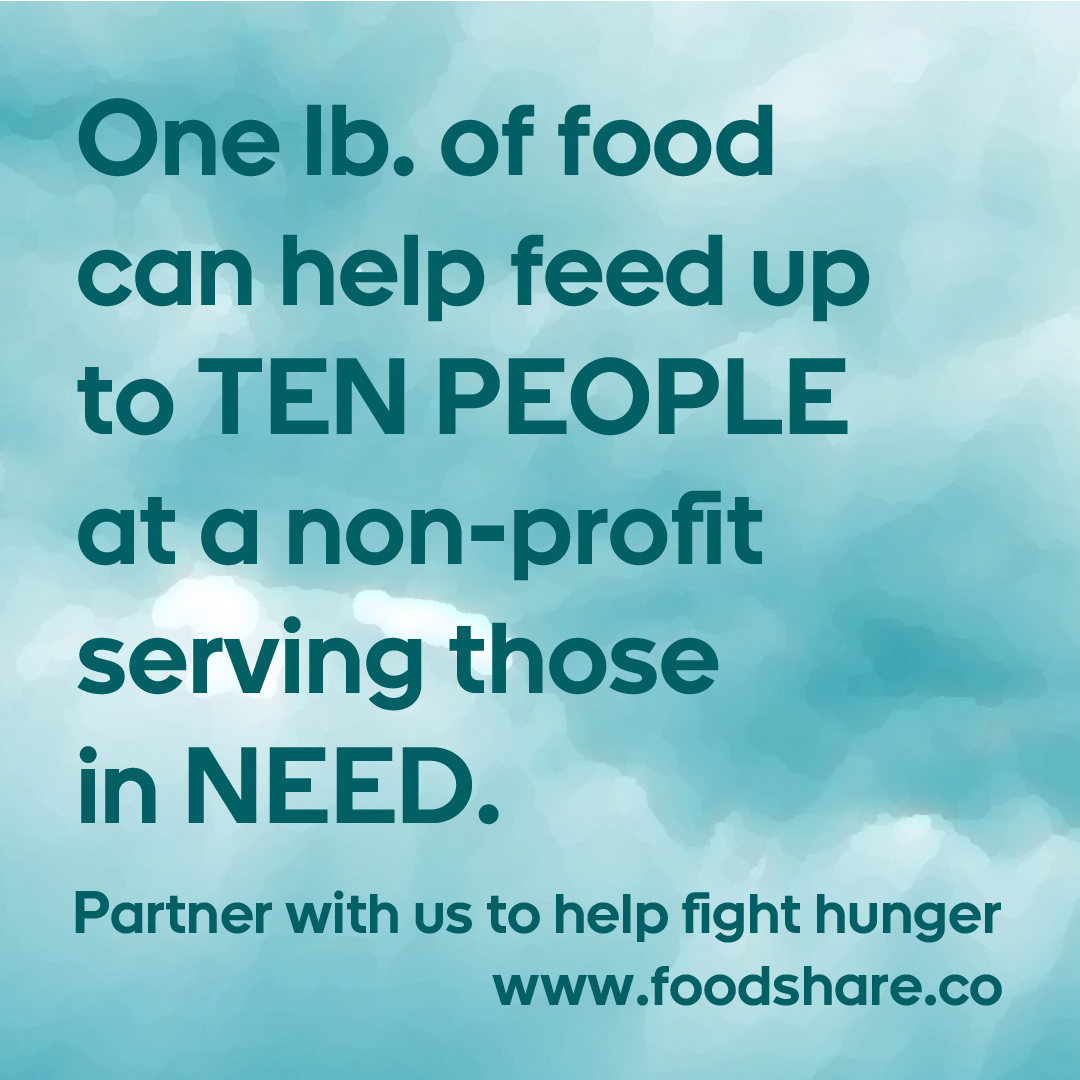 One lb. of food
can help feed up
to TEN PEOPLE
at a non-profit
serving those
in NEED.
Partner with us to help fight hunger
www.foodshare.co